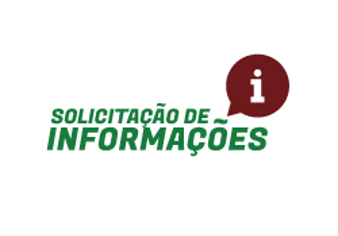 i
SOLICITAÇÃO DE
INFORMAÇÕES